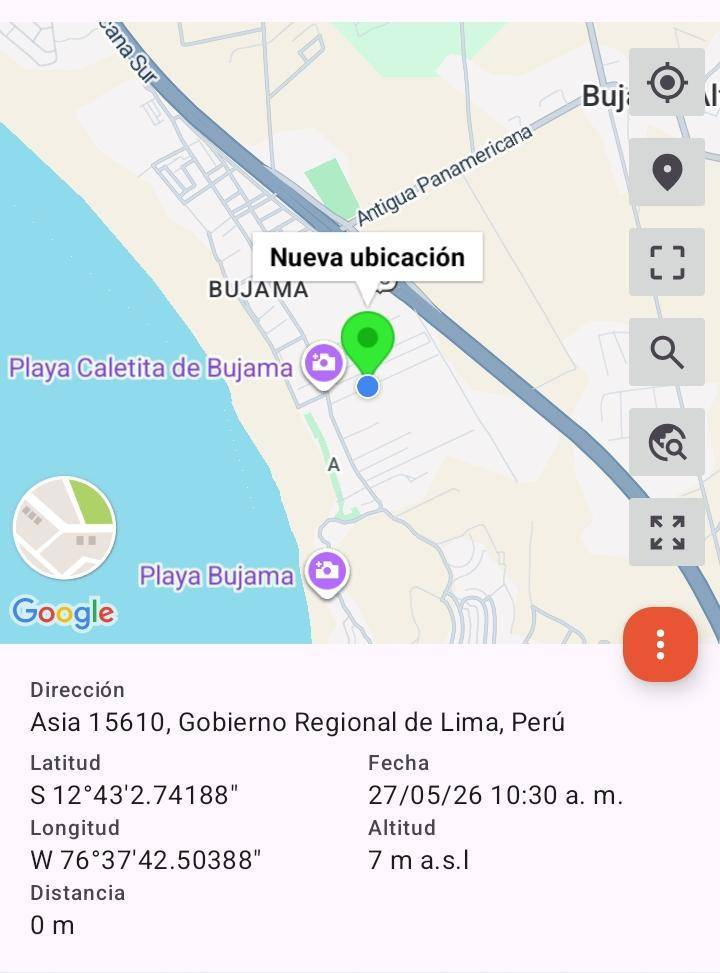 cana Sur
Buja
Al
Antigua Panamericana
Nueva ubicación
BUJAMA
Playa Caletita de Bujama
A
Playa Bujama
Google
Dirección
Asia 15610, Gobierno Regional de Lima, Perú
Latitud
S 12°43'2.74188"
Fecha
27/05/26 10:30 a. m.
Longitud
W 76°37'42.50388"
Altitud
7 m a.s.l
Distancia
0 m